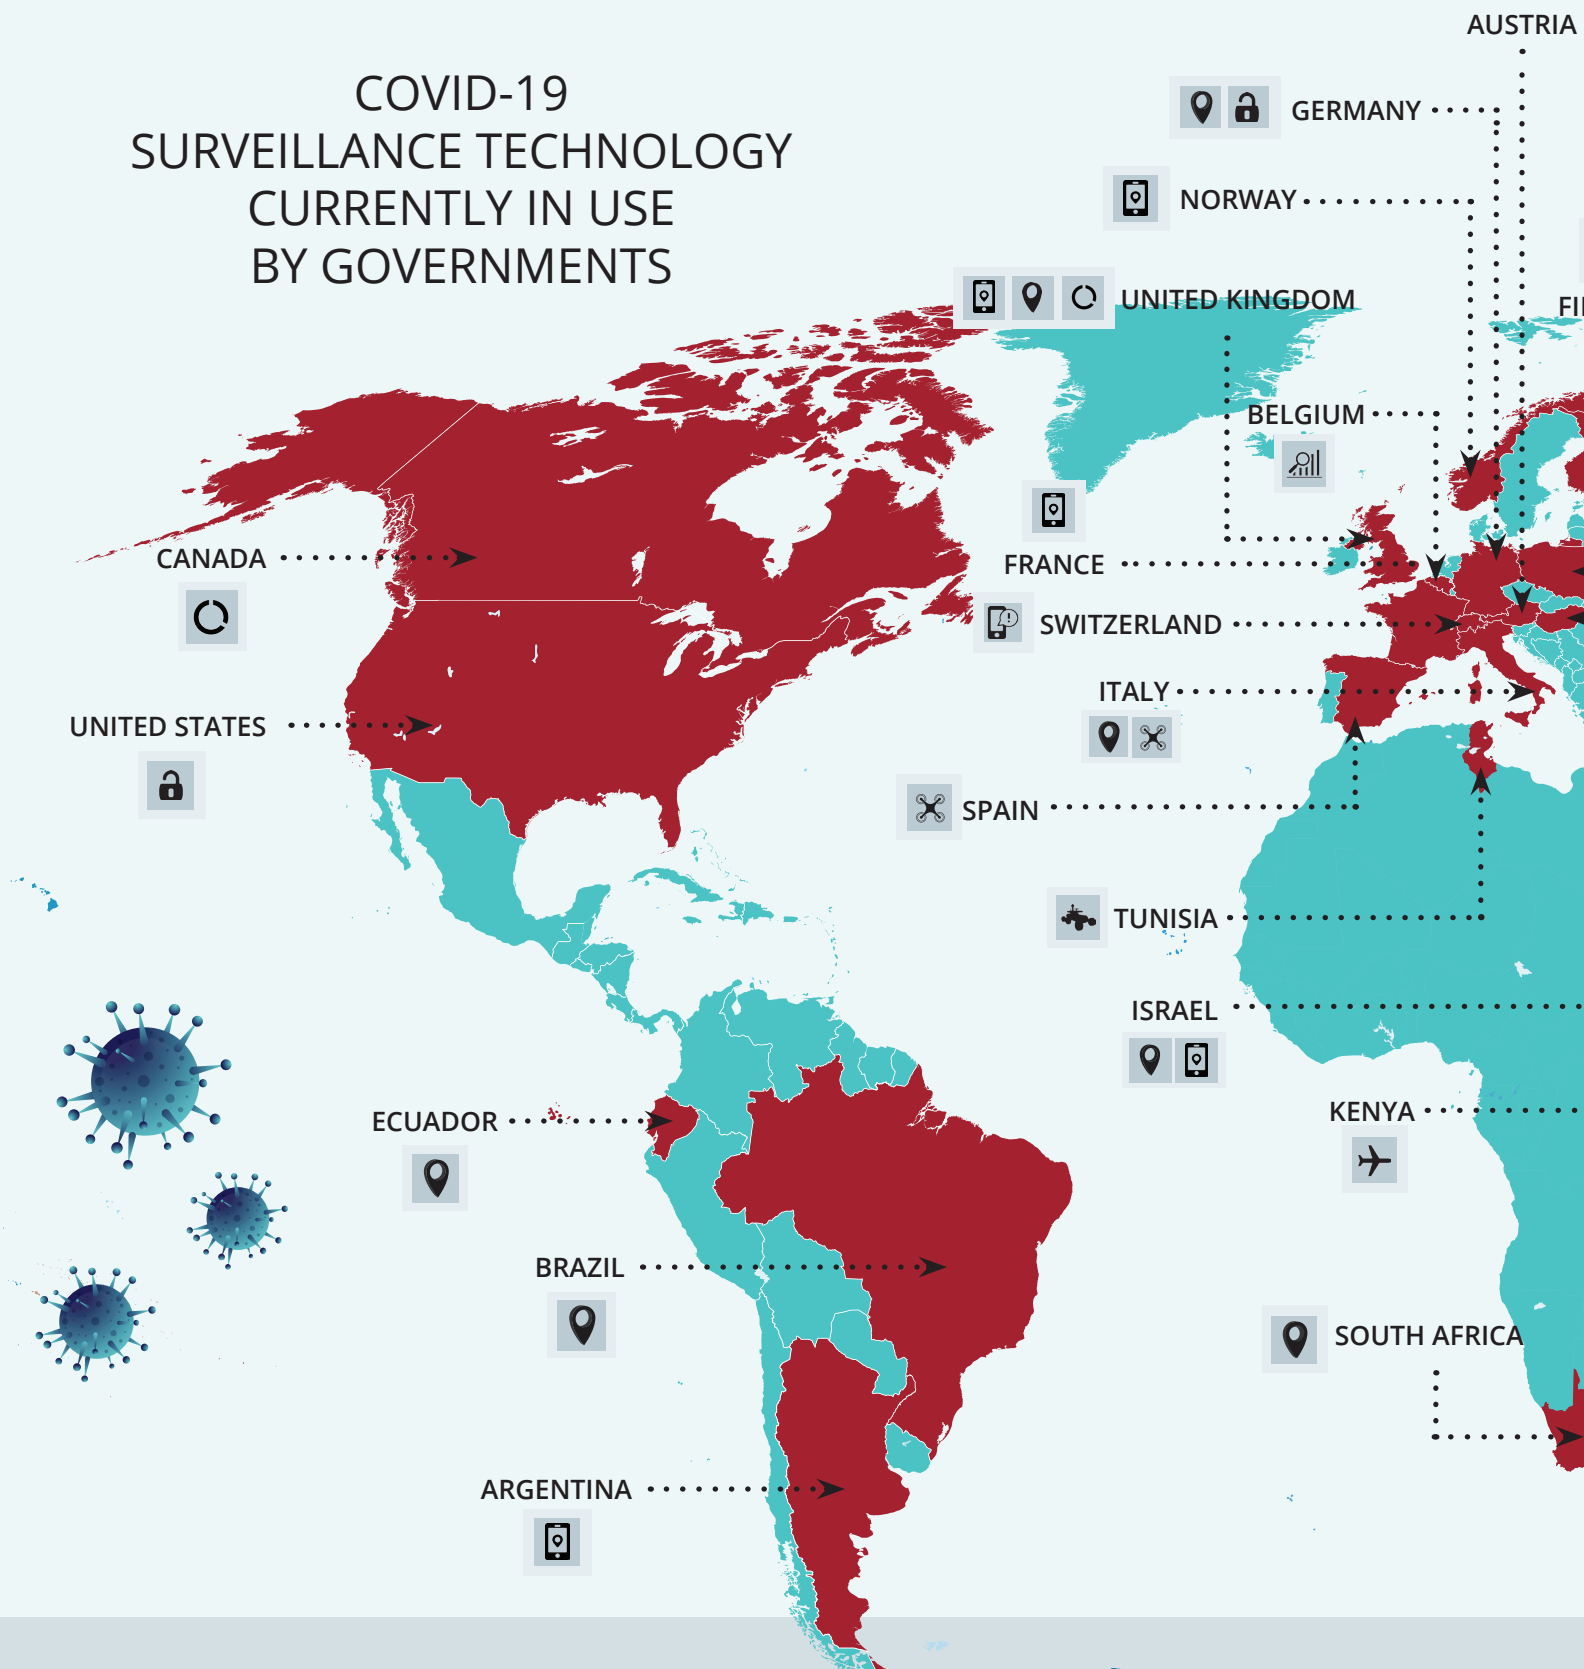 COVID-19
SURVEILLANCE TECHNOLOGY
CURRENTLY IN USE
BY GOVERNMENTS
AUSTRIA
GERMANY
NORWAY
UNITED KINGDOM
BELGIUM
FRANCE
CANADA
SWITZERLAND
ITALY
UNITED STATES
SPAIN
TUNISIA
ISRAEL
KENYA
ECUADOR
BRAZIL
SOUTH AFRICA
ARGENTINA